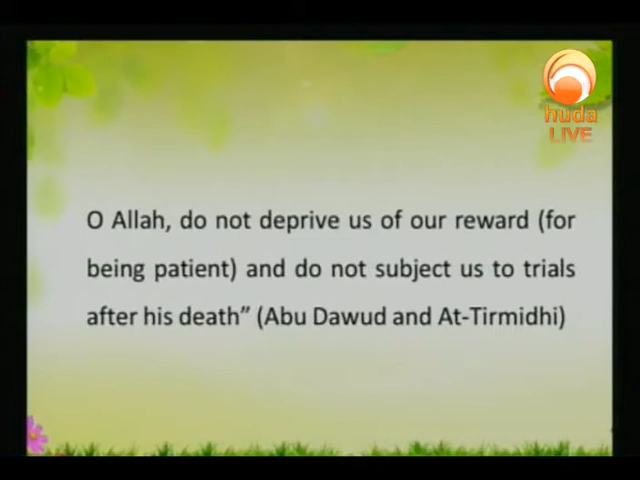 huda
LIVE
O Allah, do not deprive us of our reward (for
being patient) and do not subject us to trials
after his death” (Abu Dawud and At-Tirmidhi)